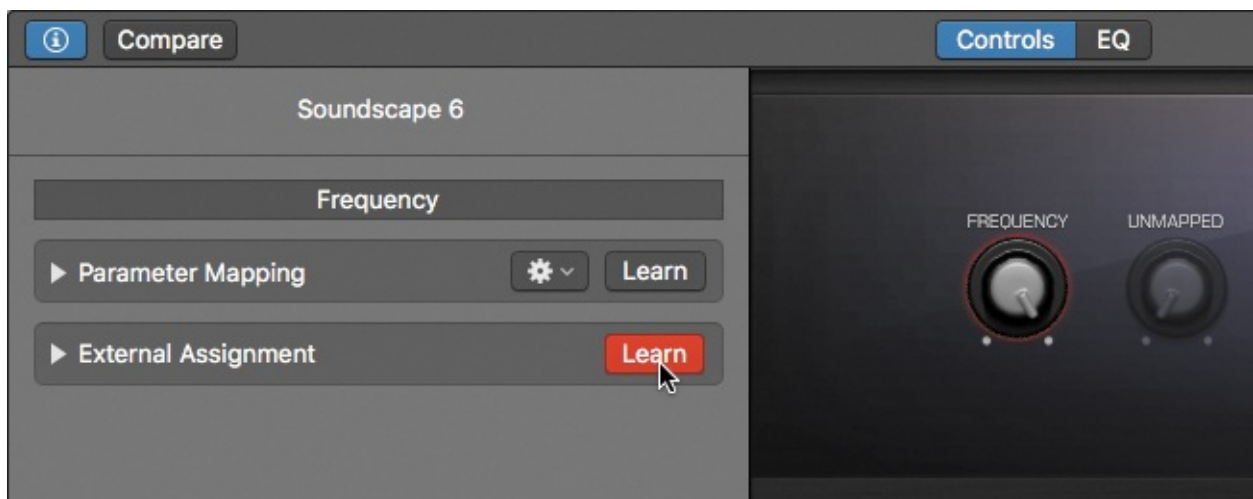 Compare
Controls EQ
Soundscape 6
Frequency
Parameter Mapping Learn
External Assignment Learn
FREQUENCY UNMAPPED